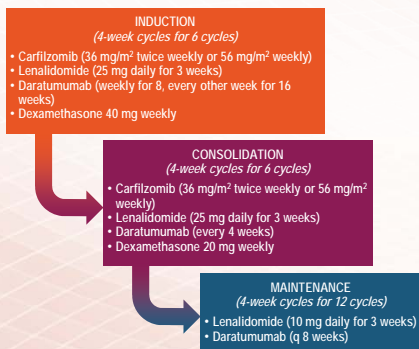 INDUCTION
(4-week cycles for 6 cycles)
• Carfilzomib (36 mg/m² twice weekly or 56 mg/m² weekly)
• Lenalidomide (25 mg daily for 3 weeks)
• Daratumumab (weekly for 8, every other week for 16
weeks)
• Dexamethasone 40 mg weekly
CONSOLIDATION
(4-week cycles for 6 cycles)
• Carfilzomib (36 mg/m² twice weekly or 56 mg/m²
weekly)
• Lenalidomide (25 mg daily for 3 weeks)
• Daratumumab (every 4 weeks)
• Dexamethasone 20 mg weekly
MAINTENANCE
(4-week cycles for 12 cycles)
• Lenalidomide (10 mg daily for 3 weeks)
• Daratumumab (q 8 weeks)